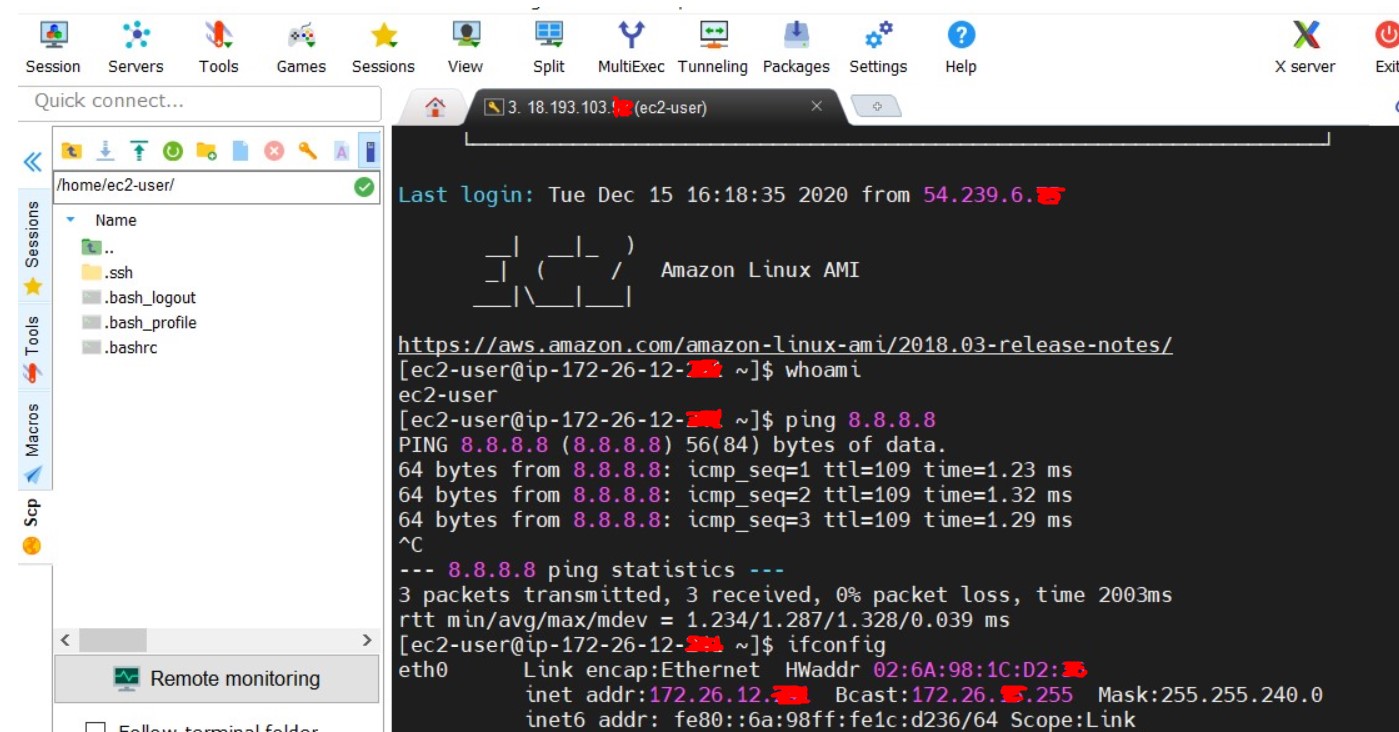 Session Servers Tools Games Sessions View Split MultiExec Tunneling Packages Settings Help X server Exit
Quick connect...
3. 18.193.103. (ec2-user)
/home/ec2-user/
Name
..
.ssh
.bash_logout
.bash_profile
.bashrc
Sessions
Tools
Macros
Scp
Remote monitoring
Follow terminal folder
Last login: Tue Dec 15 16:18:35 2020 from 54.239.6.
__| __|_ )
_| ( / Amazon Linux AMI
___|\___|___|
https://aws.amazon.com/amazon-linux-ami/2018.03-release-notes/
[ec2-user@ip-172-26-12- ~]$ whoami
ec2-user
[ec2-user@ip-172-26-12- ~]$ ping 8.8.8.8
PING 8.8.8.8 (8.8.8.8) 56(84) bytes of data.
64 bytes from 8.8.8.8: icmp_seq=1 ttl=109 time=1.23 ms
64 bytes from 8.8.8.8: icmp_seq=2 ttl=109 time=1.32 ms
64 bytes from 8.8.8.8: icmp_seq=3 ttl=109 time=1.29 ms
^C
--- 8.8.8.8 ping statistics ---
3 packets transmitted, 3 received, 0% packet loss, time 2003ms
rtt min/avg/max/mdev = 1.234/1.287/1.328/0.039 ms
[ec2-user@ip-172-26-12- ~]$ ifconfig
eth0 Link encap:Ethernet HWaddr 02:6A:98:1C:D2:
inet addr:172.26.12. Bcast:172.26. .255 Mask:255.255.240.0
inet6 addr: fe80::6a:98ff:fe1c:d236/64 Scope:Link